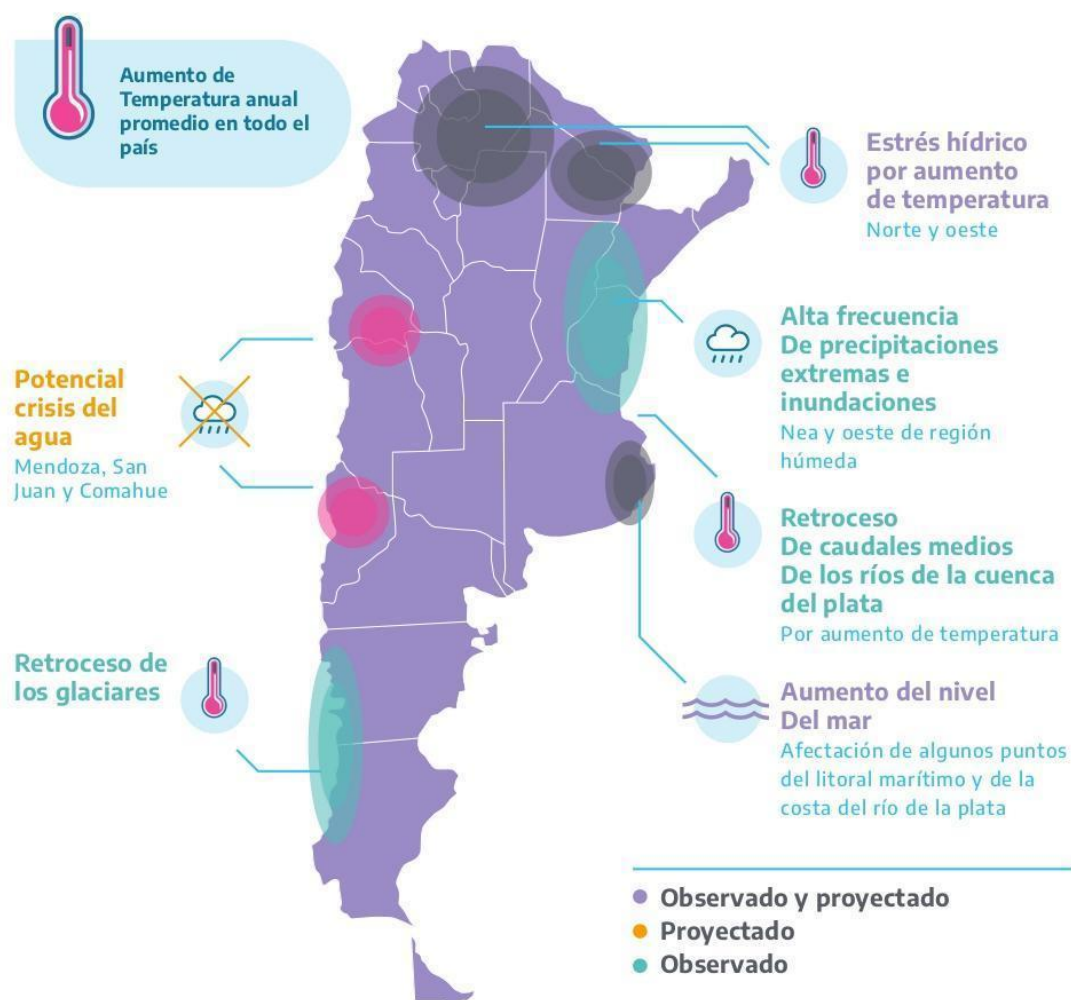 Aumento de
Temperatura anual
promedio en todo el
país
Estrés hídrico
por aumento
de temperatura
Norte y oeste
Alta frecuencia
De precipitaciones
extremas e
inundaciones
Nea y oeste de región
húmeda
Potencial
crisis del
agua
Mendoza, San
Juan y Comahue
Retroceso
De caudales medios
De los ríos de la cuenca
del plata
Por aumento de temperatura
Retroceso de
los glaciares
Aumento del nivel
Del mar
Afectación de algunos puntos
del litoral marítimo y de la
costa del río de la plata
Observado y proyectado
Proyectado
Observado